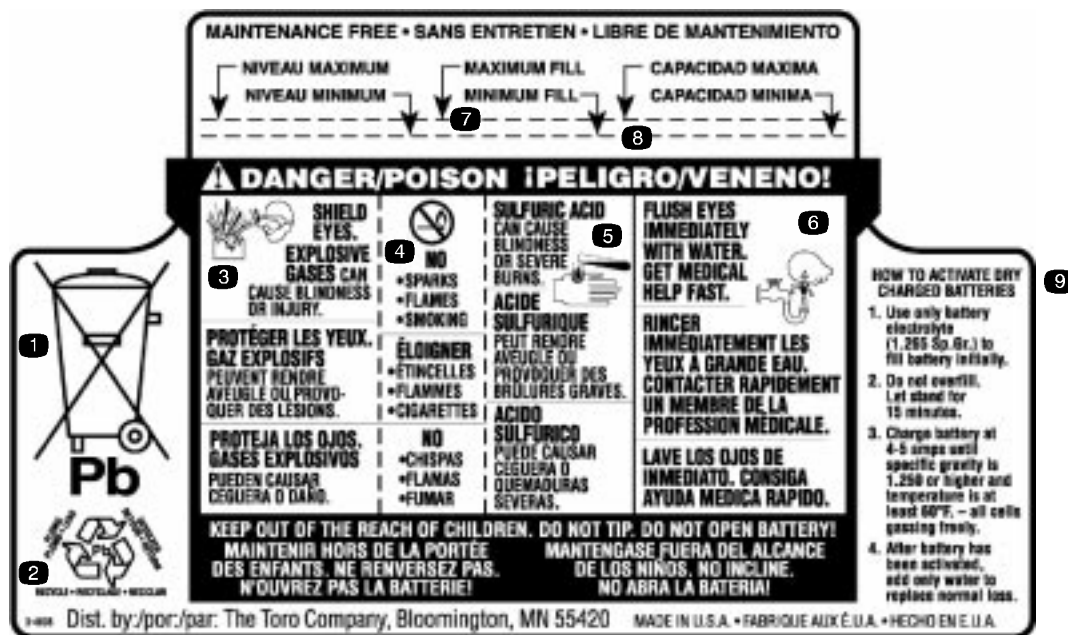 MAINTENANCE FREE • SANS ENTRETIEN • LIBRE DE MANTENIMIENTO
NIVEAU MAXIMUM
MAXIMUM FILL
CAPACIDAD MAXIMA
NIVEAU MINIMUM
MINIMUM FILL
CAPACIDAD MINIMA
7
8
DANGER/POISON ¡PELIGRO/VENENO!
SHIELD
EYES.
EXPLOSIVE
GASES CAN
CAUSE BLINDNESS
OR INJURY.
3
PROTÉGER LES YEUX.
GAZ EXPLOSIFS
PEUVENT RENDRE
AVEUGLE OU PROVO-
QUER DES LESIONS.
PROTEJA LOS OJOS.
GASES EXPLOSIVOS
PUEDEN CAUSAR
CEGUERA O DAÑO.
4
NO
•SPARKS
•FLAMES
•SMOKING
ÉLOIGNER
•ÉTINCELLES
•FLAMMES
•CIGARETTES
NO
•CHISPAS
•FLAMAS
•FUMAR
SULFURIC ACID
CAN CAUSE
BLINDNESS
OR SEVERE
BURNS.
5
ACIDE
SULFURIQUE
PEUT RENDRE
AVEUGLE OU
PROVOQUER DES
BRÛLURES GRAVES.
ACIDO
SULFURICO
PUEDE CAUSAR
CEGUERA O
QUEMADURAS
SEVERAS.
FLUSH EYES
IMMEDIATELY
WITH WATER.
GET MEDICAL
HELP FAST.
6
RINCER
IMMÉDIATEMENT LES
YEUX À GRANDE EAU.
CONTACTER RAPIDEMENT
UN MEMBRE DE LA
PROFESSION MÉDICALE.
LAVE LOS OJOS DE
INMEDIATO. CONSIGA
AYUDA MEDICA RAPIDO.
KEEP OUT OF THE REACH OF CHILDREN. DO NOT TIP. DO NOT OPEN BATTERY!
MAINTENIR HORS DE LA PORTÉE
DES ENFANTS. NE RENVERSEZ PAS.
N'OUVREZ PAS LA BATTERIE!
MANTENGASE FUERA DEL ALCANCE
DE LOS NIÑOS. NO INCLINE.
NO ABRA LA BATERIA!
1
Pb
2
Pb
RECYCLE • RECYCLAGE • RECICLAR
9
HOW TO ACTIVATE DRY
CHARGED BATTERIES
1. Use only battery
electrolyte
(1.265 Sp.Gr.) to
fill battery initially.
2. Do not overfill.
Let stand for
15 minutes.
3. Charge battery at
4-5 amps until
specific gravity is
1.250 or higher and
temperature is at
least 60°F. – all cells
gassing freely.
4. After battery has
been activated,
add only water to
replace normal loss.
Dist. by:/por:/par: The Toro Company, Bloomington, MN 55420
MADE IN U.S.A. • FABRIQUE AUX É.U.A. • HECHO EN E.U.A.